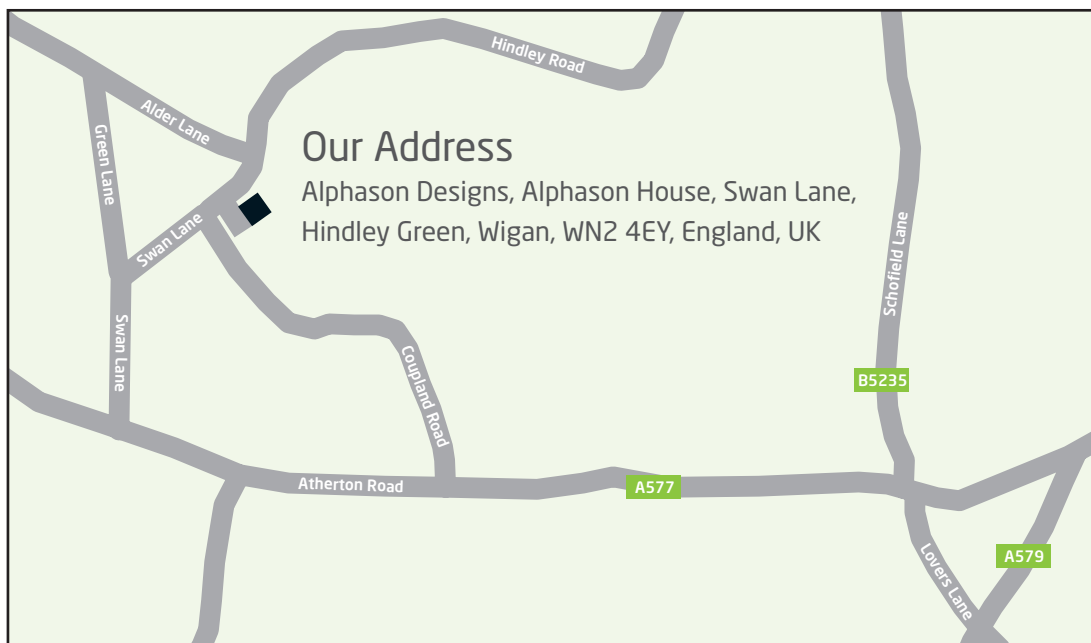 Hindley Road
Alder Lane
Green Lane
Our Address
Alphason Designs, Alphason House, Swan Lane,
Hindley Green, Wigan, WN2 4EY, England, UK
Swan Lane
Schofield Lane
Swan Lane
Coupland Road
B5235
Atherton Road
A577
A579
Lovers Lane